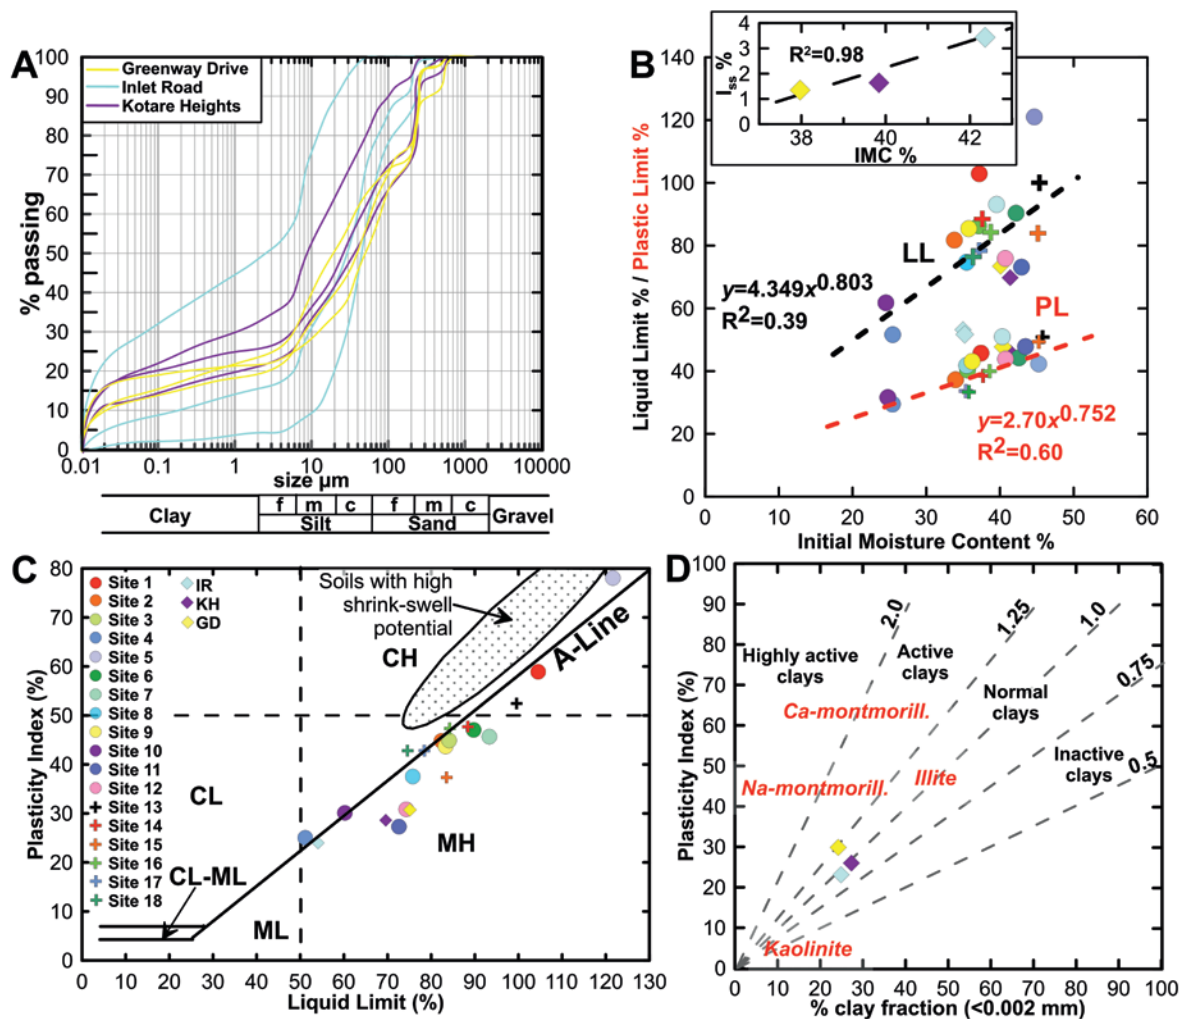 A
100
90
80
70
60
50
40
30
20
10
0
% passing
Greenway Drive
Inlet Road
Kotare Heights
0.01
0.1
1
10
100
1000
10000
size µm
Clay
f
m
c
f
m
c
Gravel
Silt
Sand
B
140
120
100
80
60
40
20
0
Liquid Limit % / Plastic Limit %
4
3
2
1
0
Iss %
R²=0.98
38
40
42
IMC %
LL
y=4.349x^0.803
R²=0.39
PL
y=2.70x^0.752
R²=0.60
0
10
20
30
40
50
60
Initial Moisture Content %
C
80
70
60
50
40
30
20
10
0
Plasticity Index (%)
Site 1
Site 2
Site 3
Site 4
Site 5
Site 6
Site 7
Site 8
Site 9
Site 10
Site 11
Site 12
Site 13
Site 14
Site 15
Site 16
Site 17
Site 18
IR
KH
GD
Soils with high
shrink-swell
potential
CH
A-Line
CL
MH
CL-ML
ML
0
10
20
30
40
50
60
70
80
90
100
110
120
130
Liquid Limit (%)
D
100
90
80
70
60
50
40
30
20
10
0
Plasticity Index (%)
2.0
1.25
1.0
0.75
0.5
Highly active
clays
Active
clays
Normal
clays
Inactive
clays
Ca-montmorill.
Na-montmorill.
Illite
Kaolinite
0
10
20
30
40
50
60
70
80
90
100
% clay fraction (<0.002 mm)